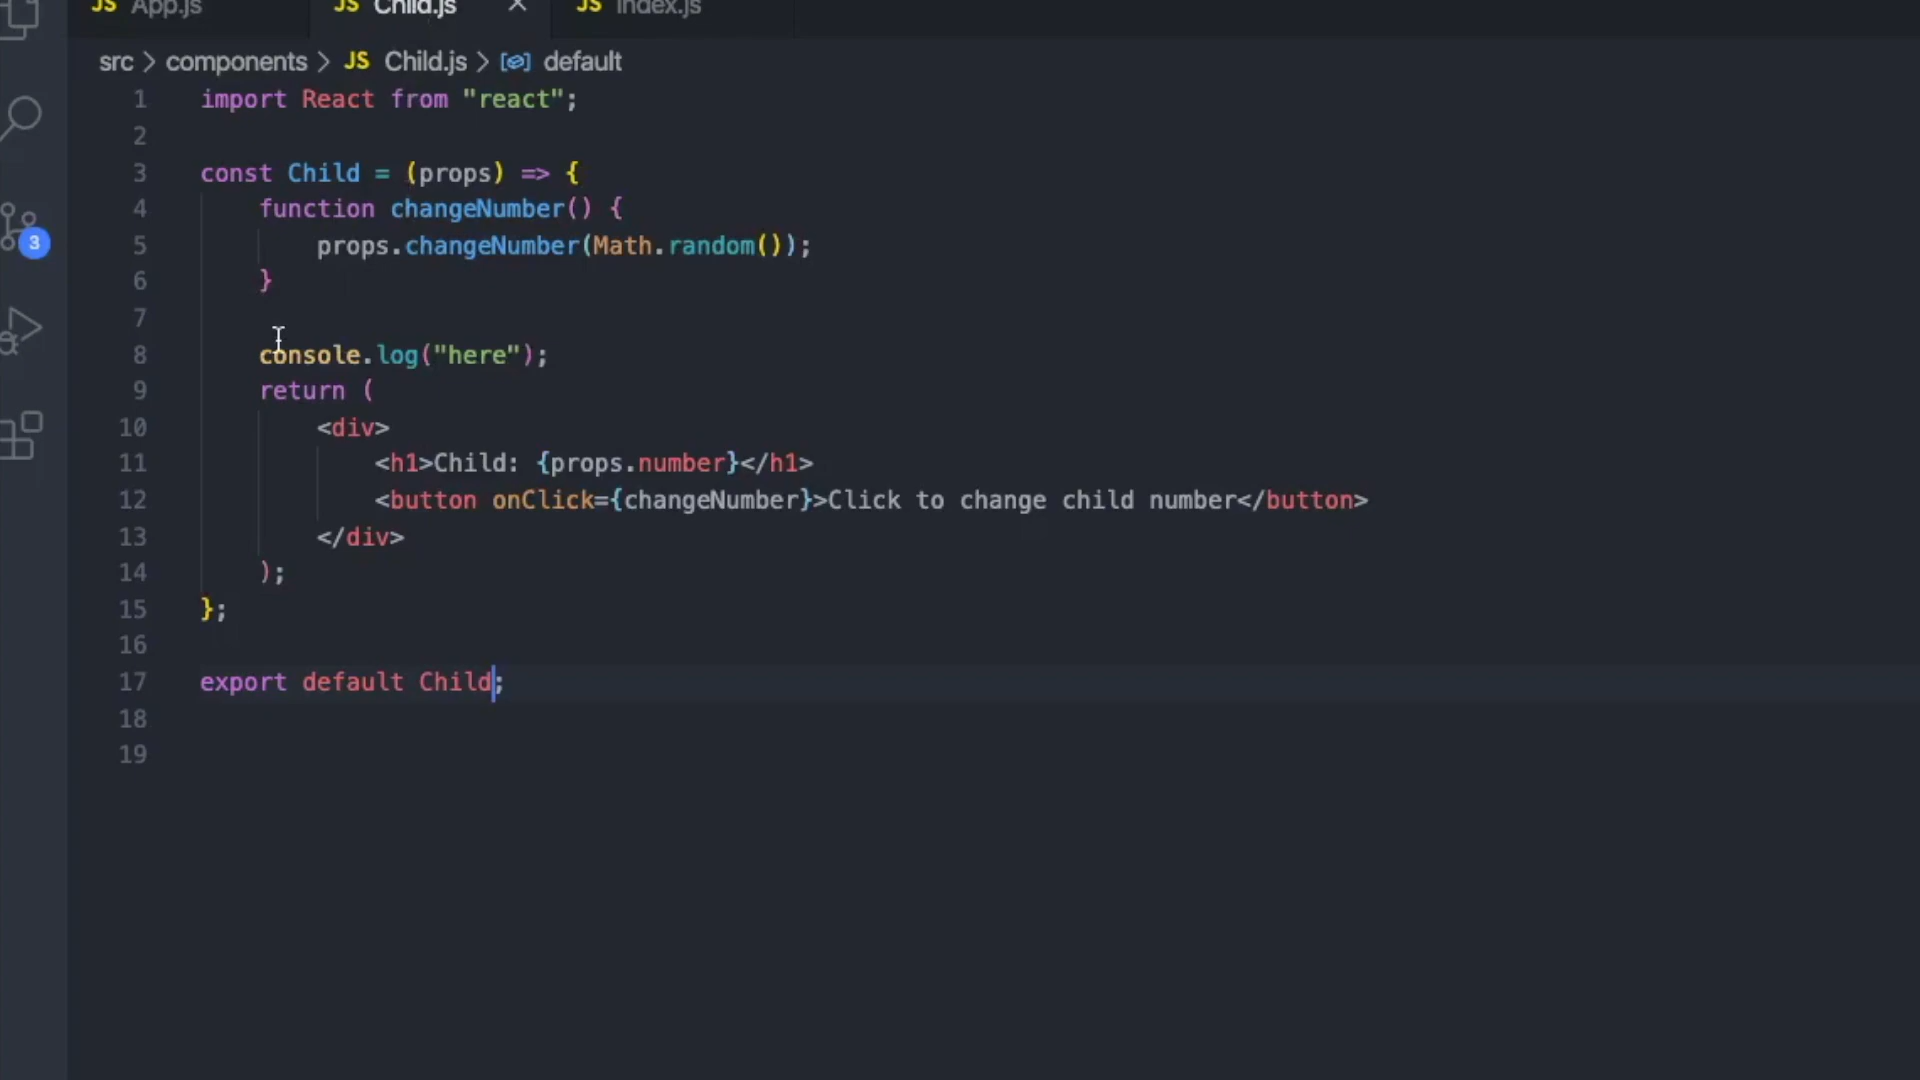 JS App.js JS Child.js × JS index.js
src > components > JS Child.js > default
1 import React from "react";
2
3 const Child = (props) => {
4     function changeNumber() {
5         props.changeNumber(Math.random());
6     }
7
8     console.log("here");
9     return (
10         <div>
11             <h1>Child: {props.number}</h1>
12             <button onClick={changeNumber}>Click to change child number</button>
13         </div>
14     );
15 };
16
17 export default Child;
18
19
3